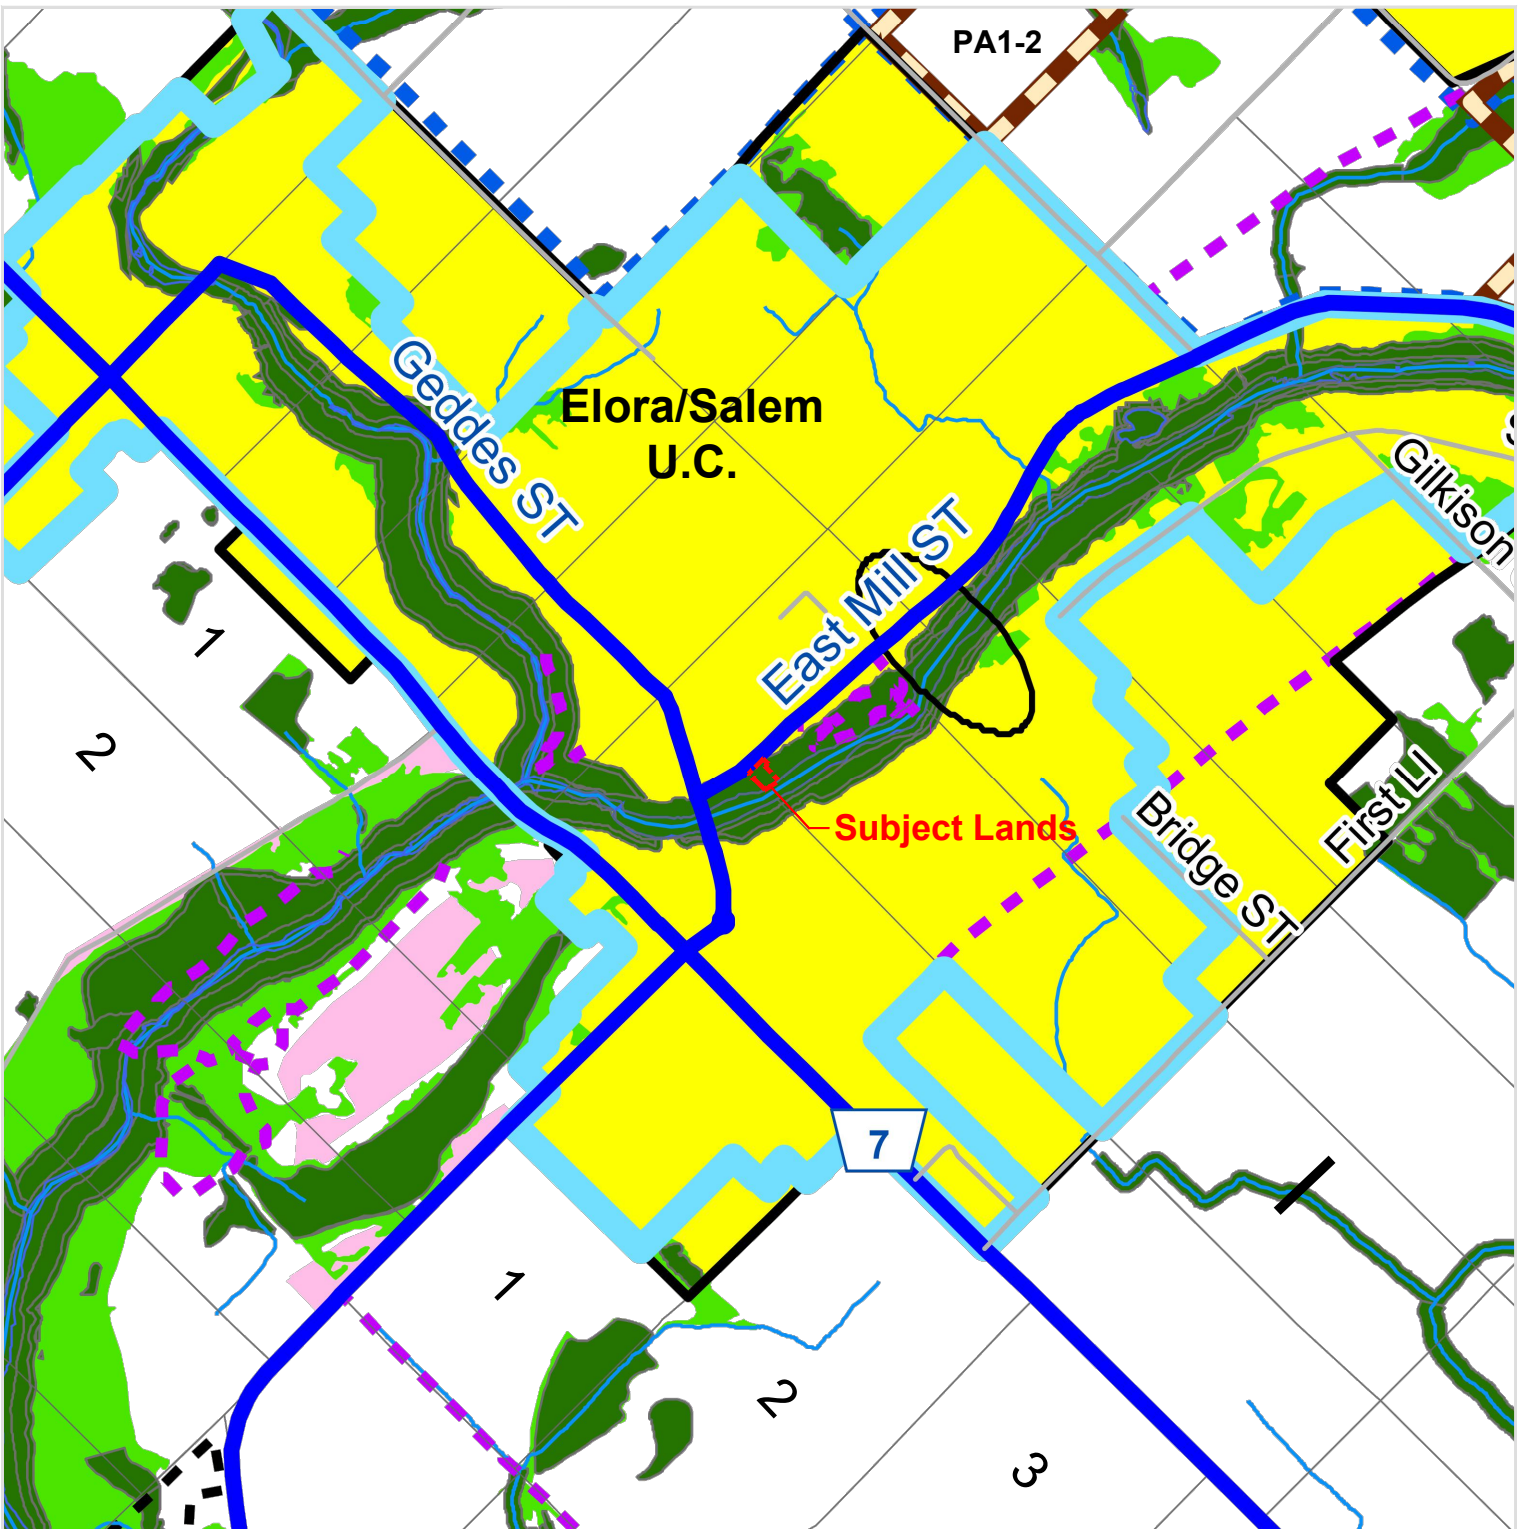 PA1-2
Geddes ST
Elora/Salem
U.C.
Gilkison
East Mill ST
1
2
Subject Lands
Bridge ST
First LI
7
1
2
3